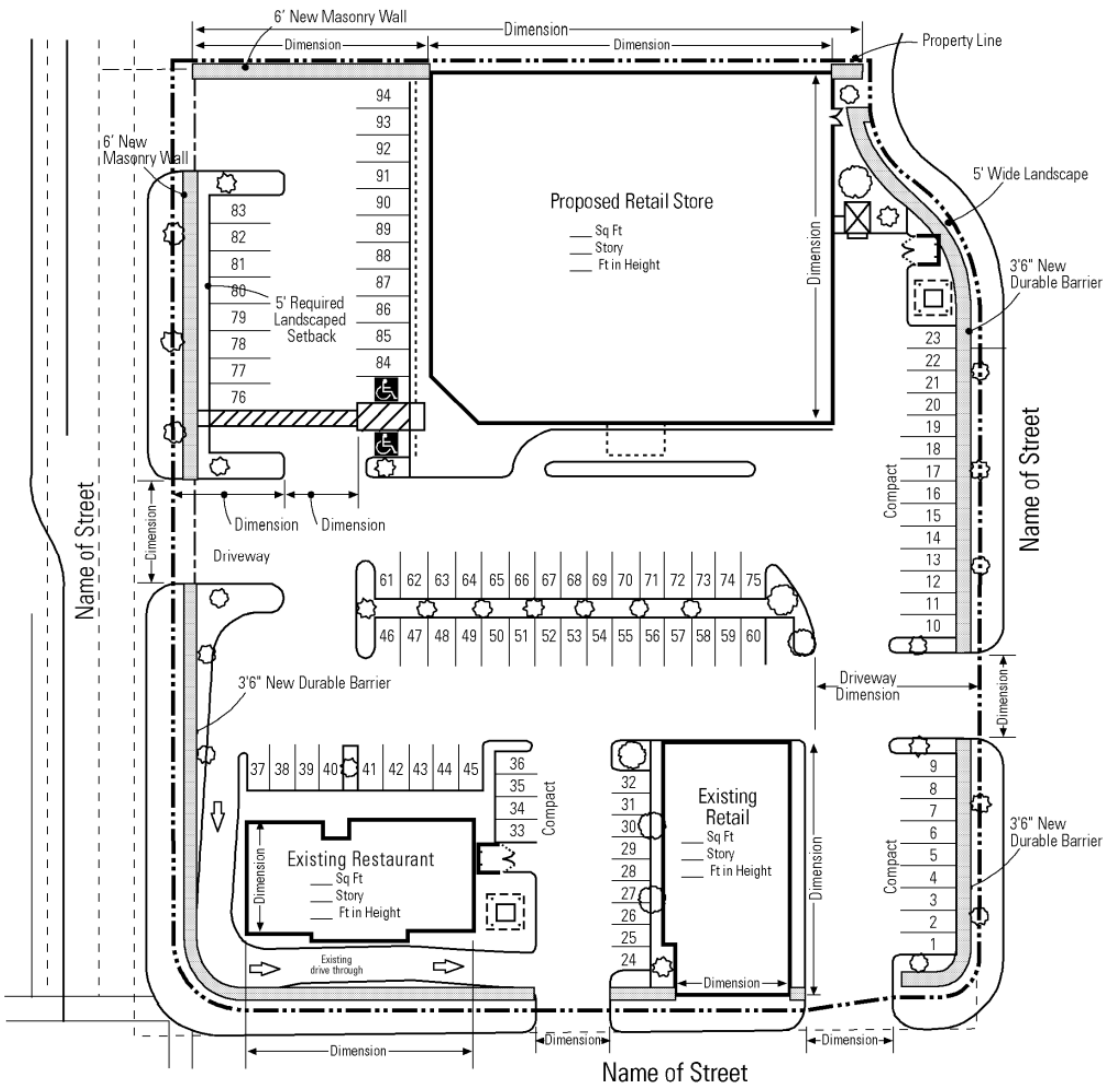 6' New Masonry Wall
Dimension
Dimension
Dimension
Property Line
6' New
Masonry Wall
5' Wide Landscape
3'6" New
Durable Barrier
94
93
92
91
90
89
88
87
86
85
84
83
82
81
80
79
78
77
76
5' Required
Landscaped
Setback
Proposed Retail Store
___ Sq Ft
___ Story
___ Ft in Height
Dimension
23
22
21
20
19
18
17
16
15
14
13
12
11
10
Compact
Name of Street
Name of Street
Dimension
Dimension
Dimension
Driveway
61 62 63 64 65 66 67 68 69 70 71 72 73 74 75
46 47 48 49 50 51 52 53 54 55 56 57 58 59 60
Driveway
Dimension
Dimension
3'6" New Durable Barrier
37 38 39 40 41 42 43 44 45
36
35
34
33
Compact
Existing Restaurant
___ Sq Ft
___ Story
___ Ft in Height
Dimension
Existing
drive through
Dimension
32
31
30
29
28
27
26
25
24
Existing
Retail
___ Sq Ft
___ Story
___ Ft in Height
Dimension
Dimension
9
8
7
6
5
4
3
2
1
Compact
3'6" New
Durable Barrier
Dimension
Dimension
Name of Street